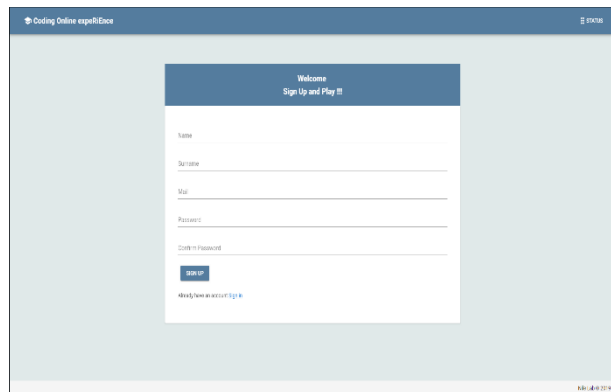 Coding Online expeRiEnce
STATUS
Welcome
Sign Up and Play !!!
Name
Surname
Mail
Password
Confirm Password
SIGN UP
Already have an account Sign in
2019